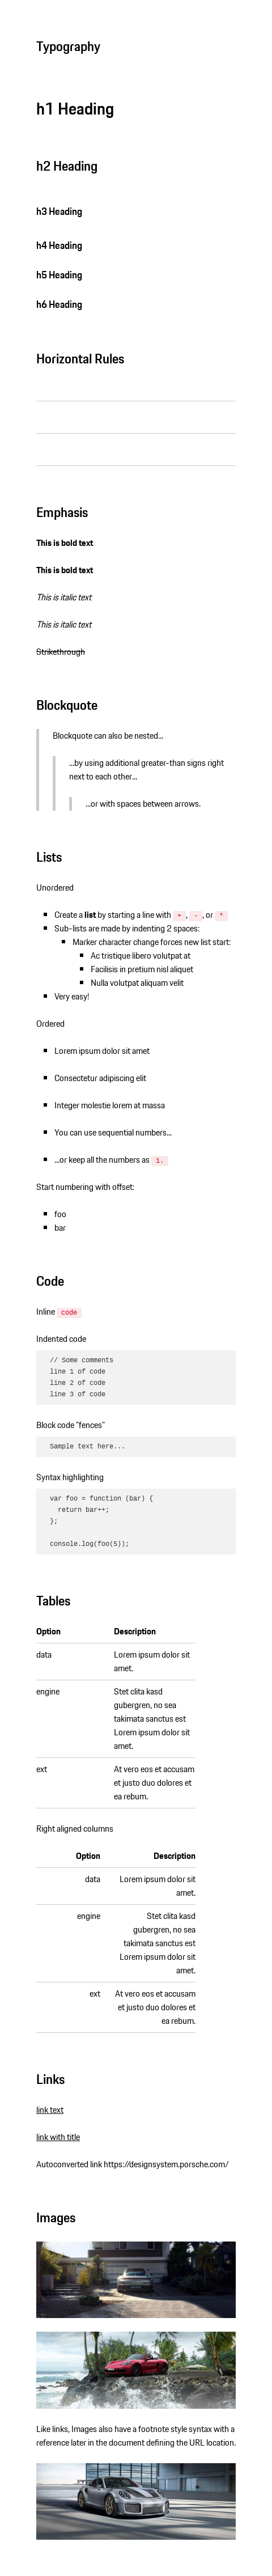 Typography
h1 Heading
h2 Heading
h3 Heading
h4 Heading
h5 Heading
h6 Heading
Horizontal Rules
Emphasis
This is bold text
This is bold text
This is italic text
This is italic text
Strikethrough
Blockquote
Blockquote can also be nested...
...by using additional greater-than signs right
next to each other...
...or with spaces between arrows.
Lists
Unordered
Create a list by starting a line with + , - , or *
Sub-lists are made by indenting 2 spaces:
Marker character change forces new list start:
Ac tristique libero volutpat at
Facilisis in pretium nisl aliquet
Nulla volutpat aliquam velit
Very easy!
Ordered
Lorem ipsum dolor sit amet
Consectetur adipiscing elit
Integer molestie lorem at massa
You can use sequential numbers...
...or keep all the numbers as 1.
Start numbering with offset:
foo
bar
Code
Inline code
Indented code
// Some comments
line 1 of code
line 2 of code
line 3 of code
Block code "fences"
Sample text here...
Syntax highlighting
var foo = function (bar) {
  return bar++;
};
console.log(foo(5));
Tables
Option Description
data Lorem ipsum dolor sit
amet.
engine Stet clita kasd
gubergren, no sea
takimata sanctus est
Lorem ipsum dolor sit
amet.
ext At vero eos et accusam
et justo duo dolores et
ea rebum.
Right aligned columns
Option Description
data Lorem ipsum dolor sit
amet.
engine Stet clita kasd
gubergren, no sea
takimata sanctus est
Lorem ipsum dolor sit
amet.
ext At vero eos et accusam
et justo duo dolores et
ea rebum.
Links
link text
link with title
Autoconverted link https://designsystem.porsche.com/
Images
Like links, Images also have a footnote style syntax with a
reference later in the document defining the URL location.